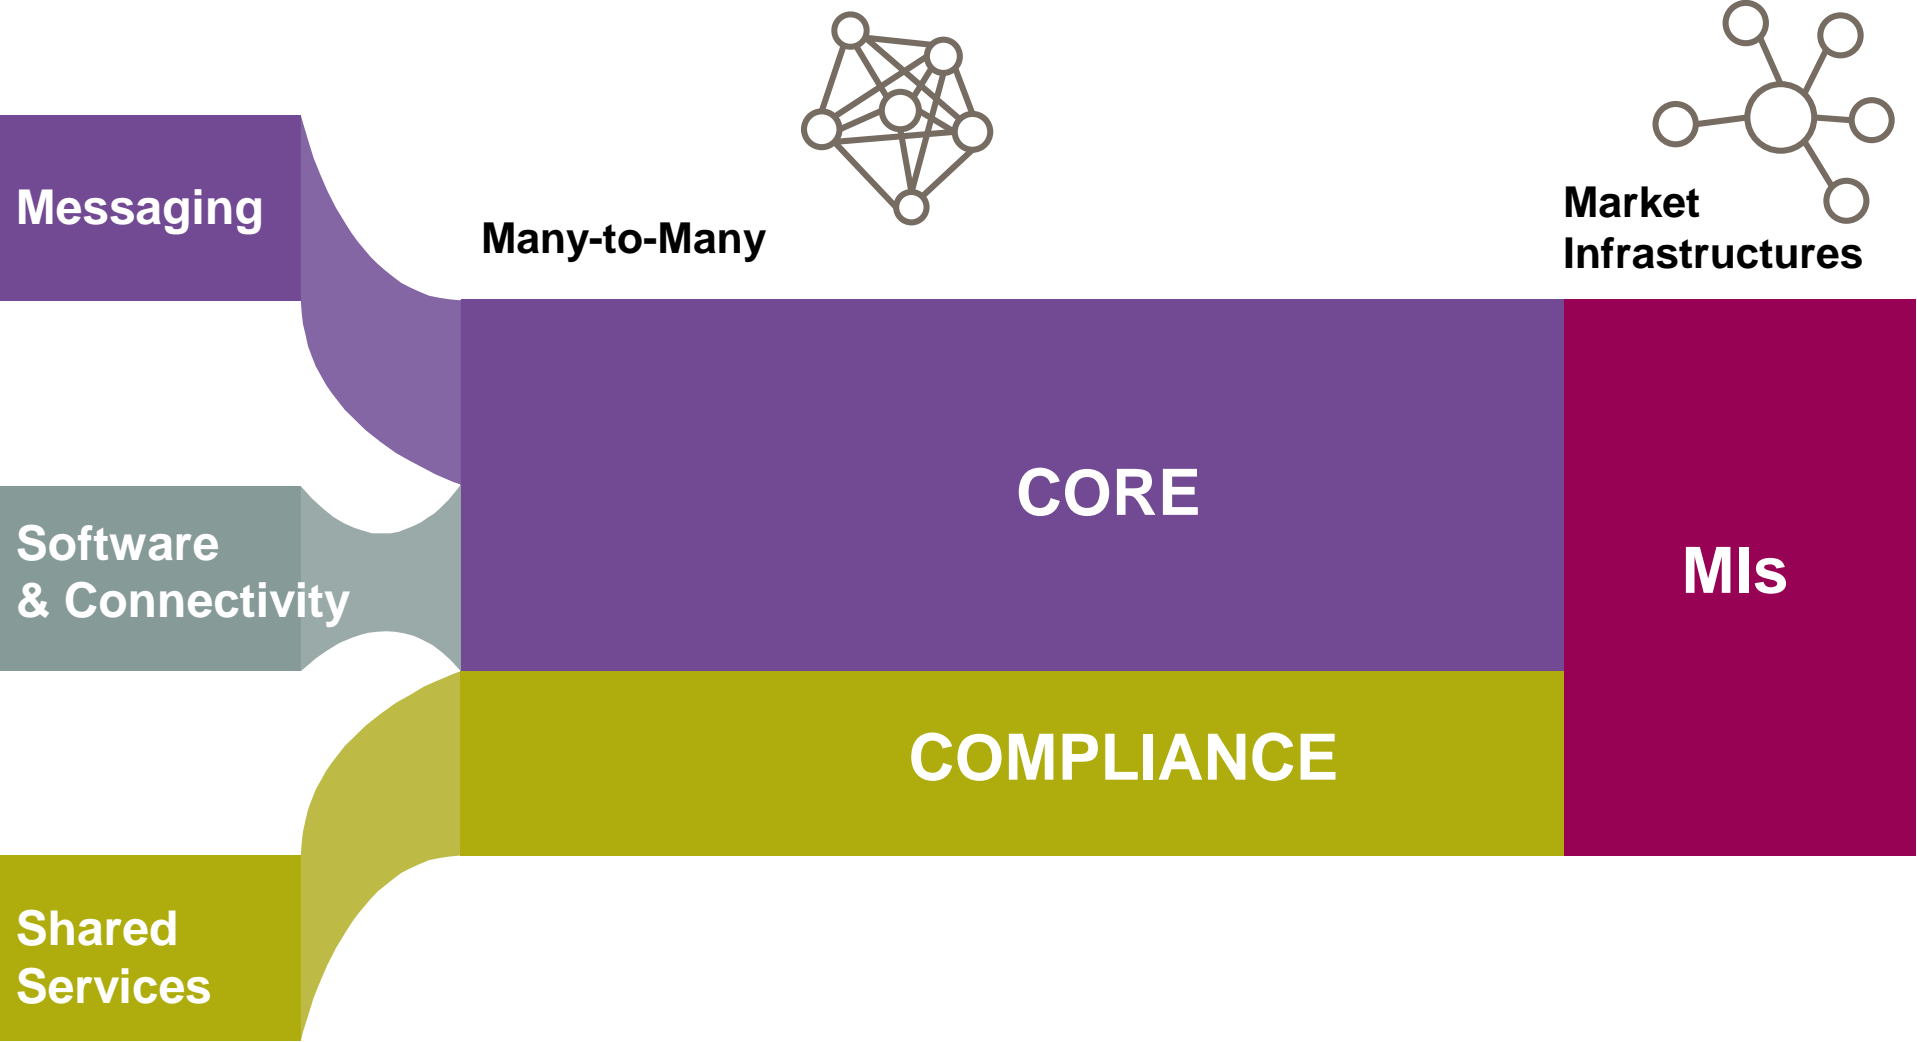 Messaging
Many-to-Many
Market
Infrastructures
CORE
Software
& Connectivity
MIs
COMPLIANCE
Shared
Services